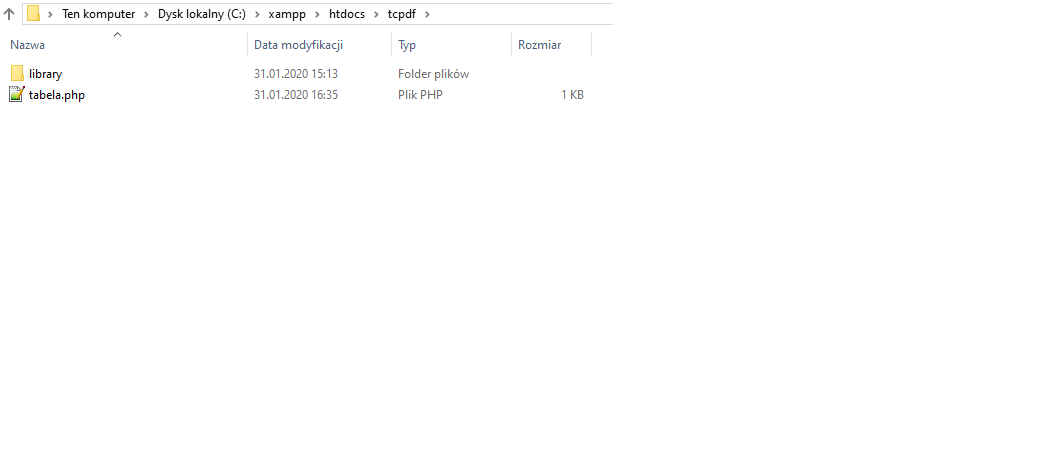 Ten komputer > Dysk lokalny (C:) > xampp > htdocs > tcpdf >
Nazwa Data modyfikacji Typ Rozmiar
library 31.01.2020 15:13 Folder plików
tabela.php 31.01.2020 16:35 Plik PHP 1 KB